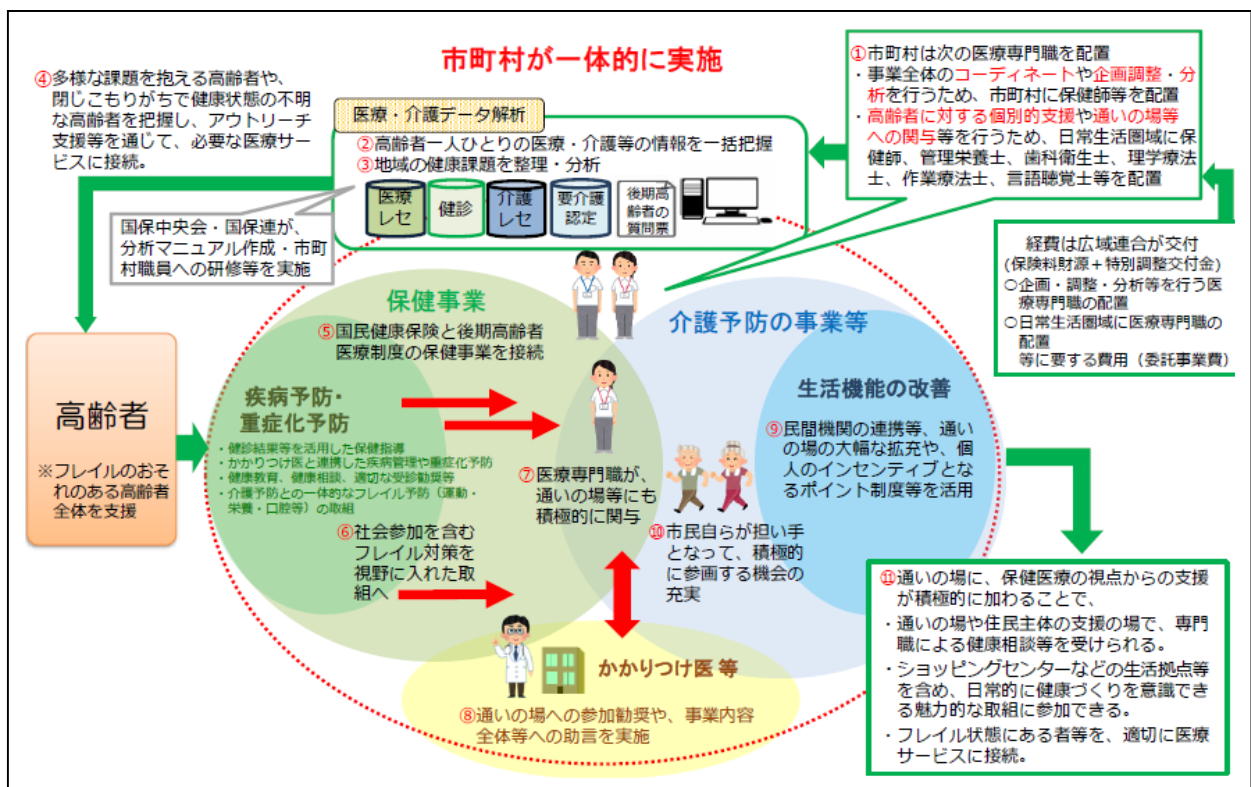 市町村が一体的に実施
①市町村は次の医療専門職を配置
・事業全体のコーディネートや企画調整・分
析を行うため、市町村に保健師等を配置
・高齢者に対する個別的支援や通いの場等
への関与等を行うため、日常生活圏域に保
健師、管理栄養士、歯科衛生士、理学療法
士、作業療法士、言語聴覚士等を配置
医療・介護データ解析
②高齢者一人ひとりの医療・介護等の情報を一括把握
③地域の健康課題を整理・分析
医療
レセ
健診
介護
レセ
要介護
認定
後期高
齢者の
質問票
④多様な課題を抱える高齢者や、
閉じこもりがちで健康状態の不明
な高齢者を把握し、アウトリーチ
支援等を通じて、必要な医療サー
ビスに接続。
国保中央会・国保連が、
分析マニュアル作成・市町
村職員への研修等を実施
経費は広域連合が交付
(保険料財源＋特別調整交付金)
○企画・調整・分析等を行う医
療専門職の配置
○日常生活圏域に医療専門職の
配置
等に要する費用（委託事業費）
高齢者
※フレイルのおそ
れのある高齢者
全体を支援
保健事業
⑤国民健康保険と後期高齢者
医療制度の保健事業を接続
疾病予防・
重症化予防
・健診結果等を活用した保健指導
・かかりつけ医と連携した疾病管理や重症化予防
・健康教育、健康相談、適切な受診勧奨等
・介護予防との一体的なフレイル予防（運動・
栄養・口腔等）の取組
⑥社会参加を含む
フレイル対策を
視野に入れた取
組へ
⑦医療専門職が、
通いの場等にも
積極的に関与
介護予防の事業等
生活機能の改善
⑨民間機関の連携等、通い
の場の大幅な拡充や、個
人のインセンティブとな
るポイント制度等を活用
⑩市民自らが担い手
となって、積極的
に参画する機会の
充実
かかりつけ医 等
⑧通いの場への参加勧奨や、事業内容
全体等への助言を実施
⑪通いの場に、保健医療の視点からの支援
が積極的に加わることで、
・通いの場や住民主体の支援の場で、専門
職による健康相談等を受けられる。
・ショッピングセンターなどの生活拠点等
を含め、日常的に健康づくりを意識でき
る魅力的な取組に参加できる。
・フレイル状態にある者等を、適切に医療
サービスに接続。